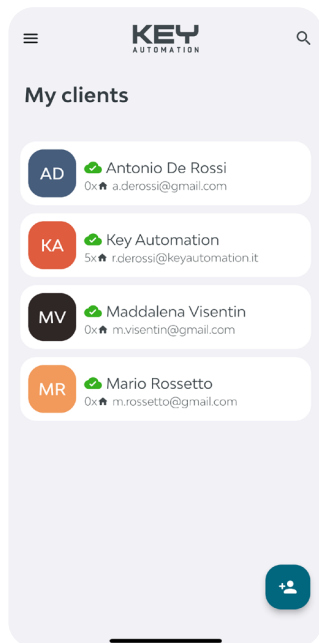 KEY
AUTOMATION
My clients
AD
Antonio De Rossi
0x a.derossi@gmail.com
KA
Key Automation
5x r.derossi@keyautomation.it
MV
Maddalena Visentin
0x m.visentin@gmail.com
MR
Mario Rossetto
0x m.rossetto@gmail.com